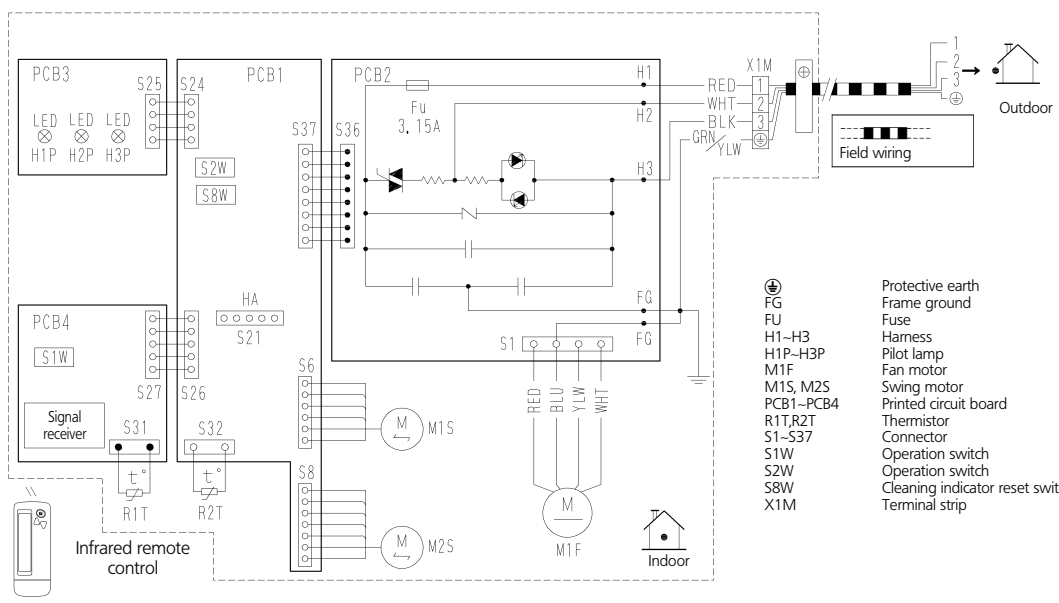 PCB3
S25
S24
PCB1
PCB2
H1
X1M
LED
LED
LED
H1P
H2P
H3P
S2W
S8W
S37
S36
Fu
3.15A
H2
H3
RED
WHT
BLK
GRN
YLW
1
2
3
1
2
3
Outdoor
Field wiring
PCB4
S1W
S27
S26
HA
S21
FG
FG
S1
RED
BLU
YLW
WHT
Signal
receiver
S31
S32
t°
t°
R1T
R2T
S6
M
M1S
S8
M
M2S
M
M1F
Indoor
Infrared remote
control
Protective earth
FG Frame ground
FU Fuse
H1~H3 Harness
H1P~H3P Pilot lamp
M1F Fan motor
M1S, M2S Swing motor
PCB1~PCB4 Printed circuit board
R1T,R2T Thermistor
S1~S37 Connector
S1W Operation switch
S2W Operation switch
S8W Cleaning indicator reset swit
X1M Terminal strip